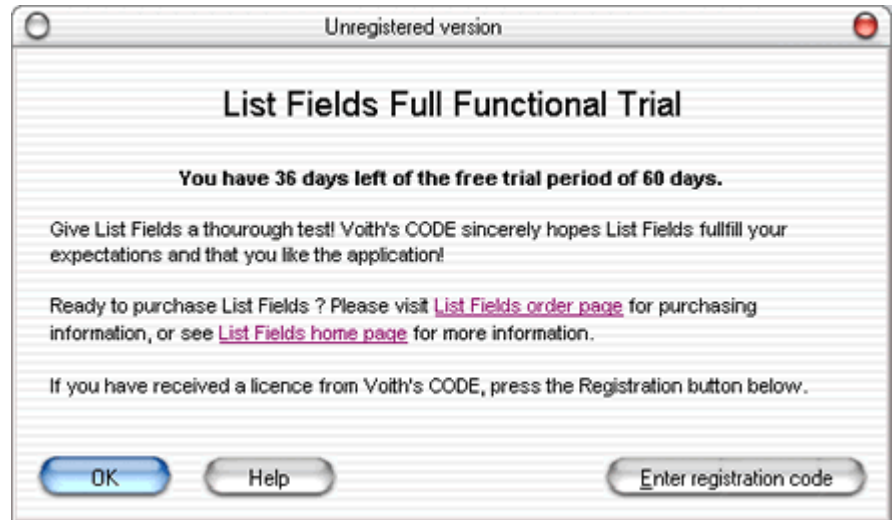 Unregistered version
List Fields Full Functional Trial
You have 36 days left of the free trial period of 60 days.
Give List Fields a thourough test! Voith's CODE sincerely hopes List Fields fullfill your
expectations and that you like the application!
Ready to purchase List Fields ? Please visit List Fields order page for purchasing
information, or see List Fields home page for more information.
If you have received a licence from Voith's CODE, press the Registration button below.
OK Help Enter registration code